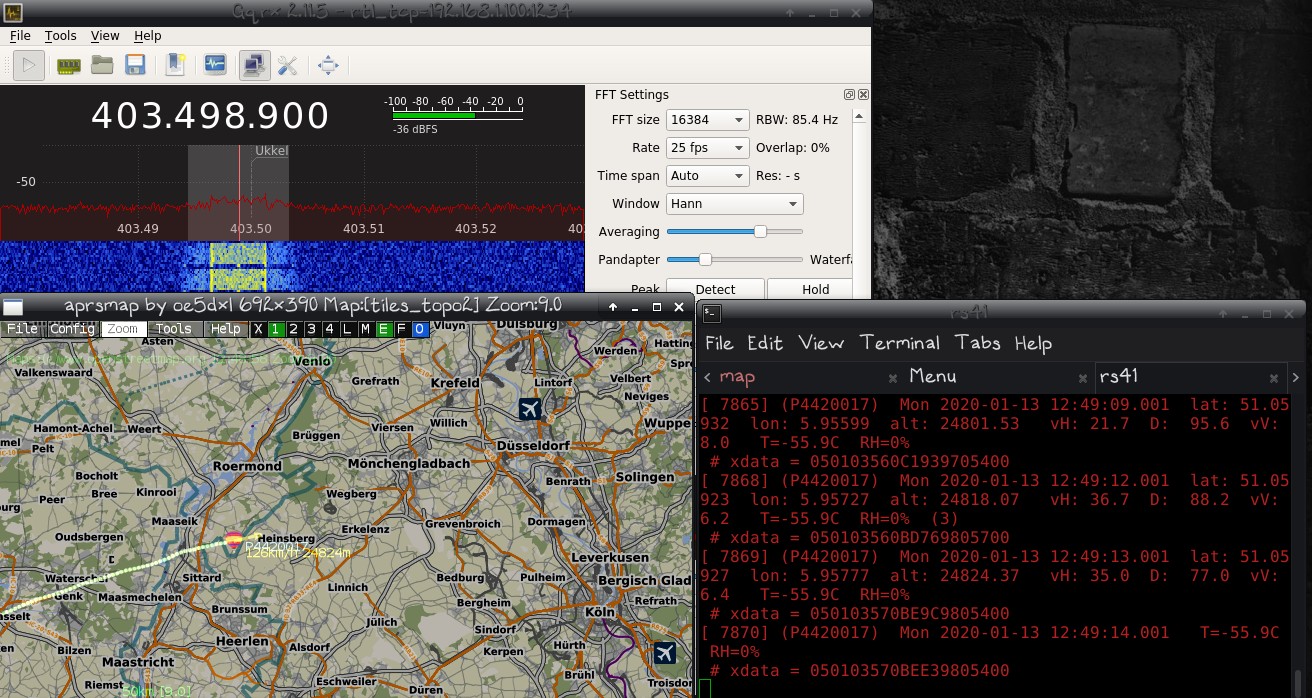 Gqrx 2.11.5 - rtl_tcp=192.168.1.100:1234
File Tools View Help
403.498.900
-100 -80 -60 -40 -20 0
-36 dBFS
Ukkel
-50
403.49 403.50 403.51 403.52
FFT Settings
FFT size 16384 RBW: 85.4 Hz
Rate 25 fps Overlap: 0%
Time span Auto Res: - s
Window Hann
Averaging
Pandapter Waterfa
Peak Detect Hold
aprsmap by oe5dxl 692x390 Map:[tiles_topo2] Zoom:9.0
File Config Zoom Tools Help X 1 2 3 4 L M E F O
Asten
Vluyn
Duisburg
Valkenswaard
Venlo
Werden
Hatting
Grefrath
Krefeld
Lintorf
Velbert
Neviges
Hamont-Achel
Weert
Brüggen
Viersen
Willich
Wuppe
Pelt
Düsseldorf
Bocholt
Roermond
Mönchengladbach
Benrath
Solingen
Peer
Bree
Kinrooi
Wegberg
Maaseik
Erkelenz
Grevenbroich
Dormagen
Oudsbergen
Heinsberg
P4420017
126km/h 24824m
Leverkusen
Waterschei
Genk
Sittard
Linnich
Bedburg
Pulheim
Bergisch Glad
Maasmechelen
Brunssum
Bergheim
Köln
Refrath
Jülich
Sindorf
Heerlen
Alsdorf
Kerpen
Hürth
Brühl
Bilzen
Maastricht
Eschweiler
Düren
Troisdor
Riemst
50km [9.0]
rs41
File Edit View Terminal Tabs Help
map Menu rs41
[ 7865] (P4420017) Mon 2020-01-13 12:49:09.001 lat: 51.05
932 lon: 5.95599 alt: 24801.53 vH: 21.7 D: 95.6 vV:
8.0 T=-55.9C RH=0%
# xdata = 050103560C1939705400
[ 7868] (P4420017) Mon 2020-01-13 12:49:12.001 lat: 51.05
923 lon: 5.95727 alt: 24818.07 vH: 36.7 D: 88.2 vV:
6.2 T=-55.9C RH=0% (3)
# xdata = 050103560BD769805700
[ 7869] (P4420017) Mon 2020-01-13 12:49:13.001 lat: 51.05
927 lon: 5.95777 alt: 24824.37 vH: 35.0 D: 77.0 vV:
6.4 T=-55.9C RH=0%
# xdata = 050103570BE9C9805400
[ 7870] (P4420017) Mon 2020-01-13 12:49:14.001 T=-55.9C
RH=0%
# xdata = 050103570BEE39805400